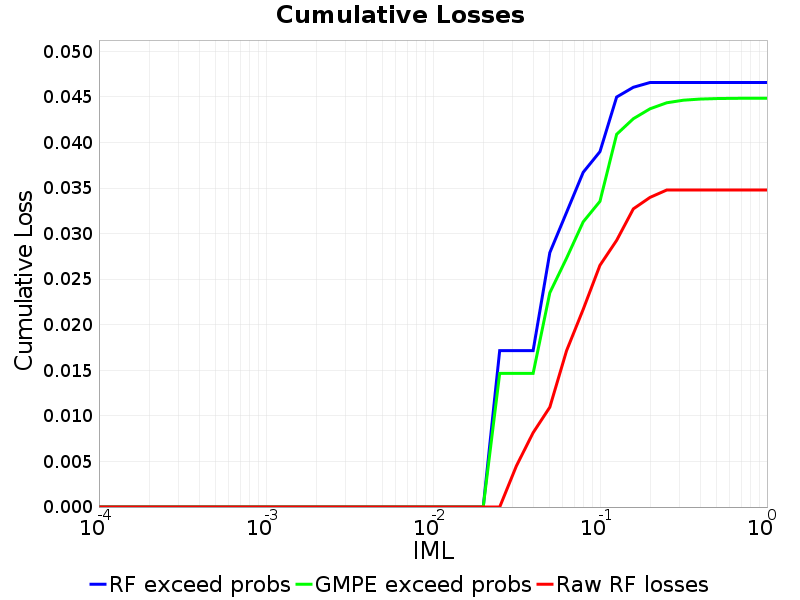 Cumulative Losses
0.050
0.045
0.040
0.035
0.030
0.025
0.020
0.015
0.010
0.005
0.000
Cumulative Loss
10-4 10-3 10-2 10-1 100
IML
RF exceed probs GMPE exceed probs Raw RF losses